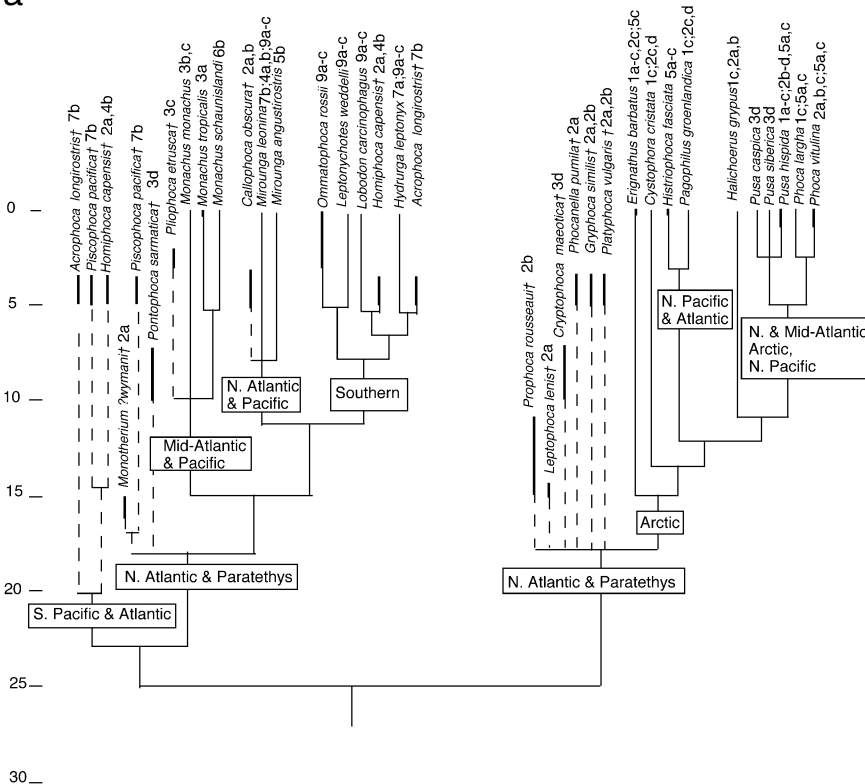 a
Acrophoca longirostris† 7b
Piscophoca pacifica† 7b
Homiphoca capensis† 2a,4b
Monotherium ?wymani† 2a
Piscophoca pacifica† 7b
Pontophoca sarmatica† 3d
Pliophoca etrusca† 3c
Monachus monachus 3b,c
Monachus tropicalis 3a
Monachus schaunislandi 6b
Callophoca obscura† 2a,b
Mirounga leonina 7b;4a,b;9a-c
Mirounga angustirostris 5b
Ommatophoca rossii 9a-c
Leptonychotes weddelli 9a-c
Lobodon carcinophagus 9a-c
Homiphoca capensis† 2a,4b
Hydrurga leptonyx 7a;9a-c
Acrophoca longirostris† 7b
Prophoca rousseaui† 2b
Leptophoca lenis† 2a
Cryptophoca maeotica† 3d
Phocanella pumila† 2a
Gryphoca similis† 2a,2b
Platyphoca vulgaris †2a,2b
Erignathus barbatus 1a-c,2c;5c
Cystophora cristata 1c;2c,d
Histriophoca fasciata 5a-c
Pagophilus groenlandica 1c;2c,d
Halichoerus grypus1c,2a,b
Pusa caspica 3d
Pusa siberica 3d
Pusa hispida 1a-c;2b-d,5a,c
Phoca largha 1c;5a,c
Phoca vitulina 2a,b,c;5a,c
0
5
10
15
20
25
30
N. Pacific
& Atlantic
N. & Mid-Atlantic
Arctic,
N. Pacific
N. Atlantic
& Pacific
Southern
Mid-Atlantic
& Pacific
Arctic
N. Atlantic & Paratethys
N. Atlantic & Paratethys
S. Pacific & Atlantic